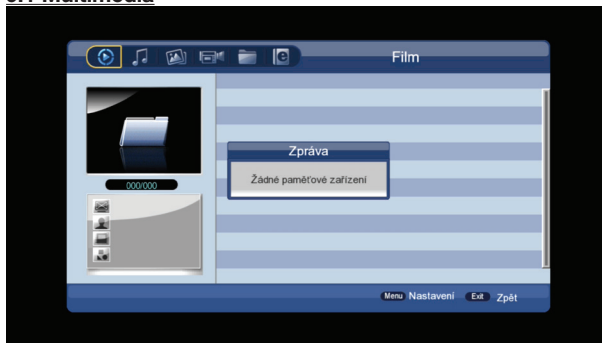 Film
Zpráva
Žádné paměťové zařízení
000/000
Menu Nastavení Exit Zpět